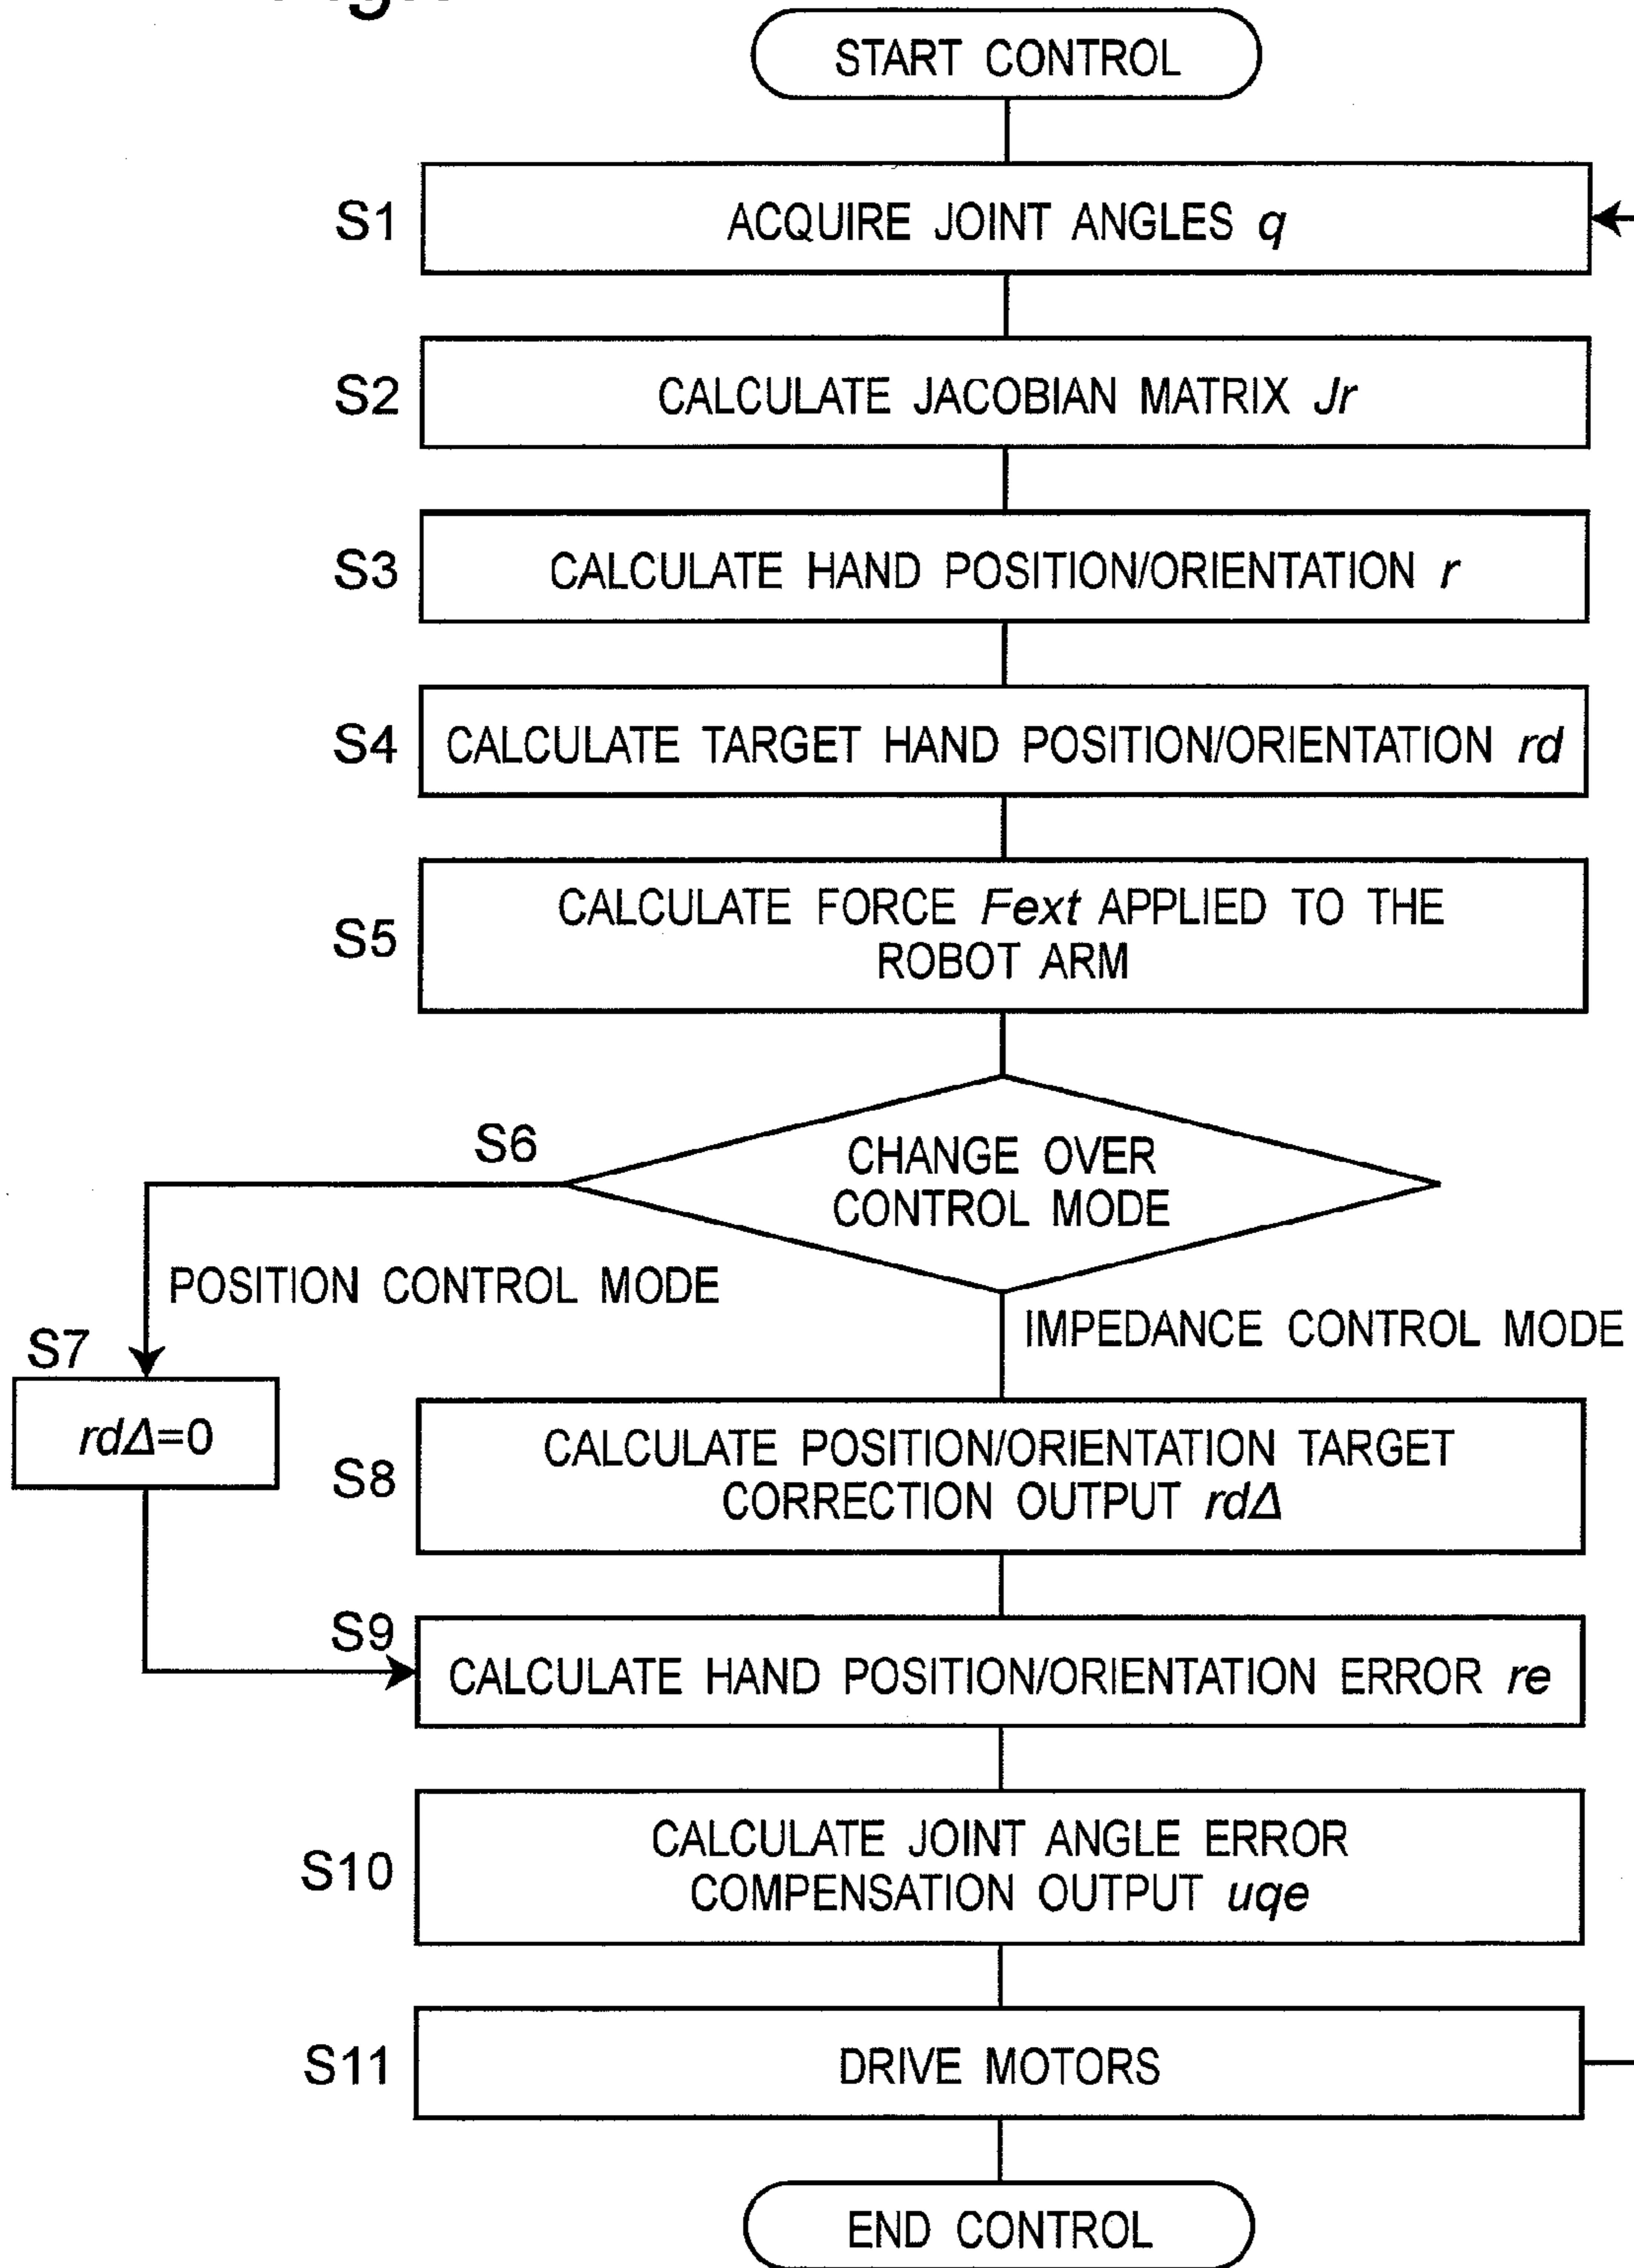 START CONTROL
S1
ACQUIRE JOINT ANGLES q
S2
CALCULATE JACOBIAN MATRIX Jr
S3
CALCULATE HAND POSITION/ORIENTATION r
S4
CALCULATE TARGET HAND POSITION/ORIENTATION rd
S5
CALCULATE FORCE Fext APPLIED TO THE
ROBOT ARM
S6
CHANGE OVER
CONTROL MODE
POSITION CONTROL MODE
IMPEDANCE CONTROL MODE
S7
rdΔ=0
S8
CALCULATE POSITION/ORIENTATION TARGET
CORRECTION OUTPUT rdΔ
S9
CALCULATE HAND POSITION/ORIENTATION ERROR re
S10
CALCULATE JOINT ANGLE ERROR
COMPENSATION OUTPUT uqe
S11
DRIVE MOTORS
END CONTROL